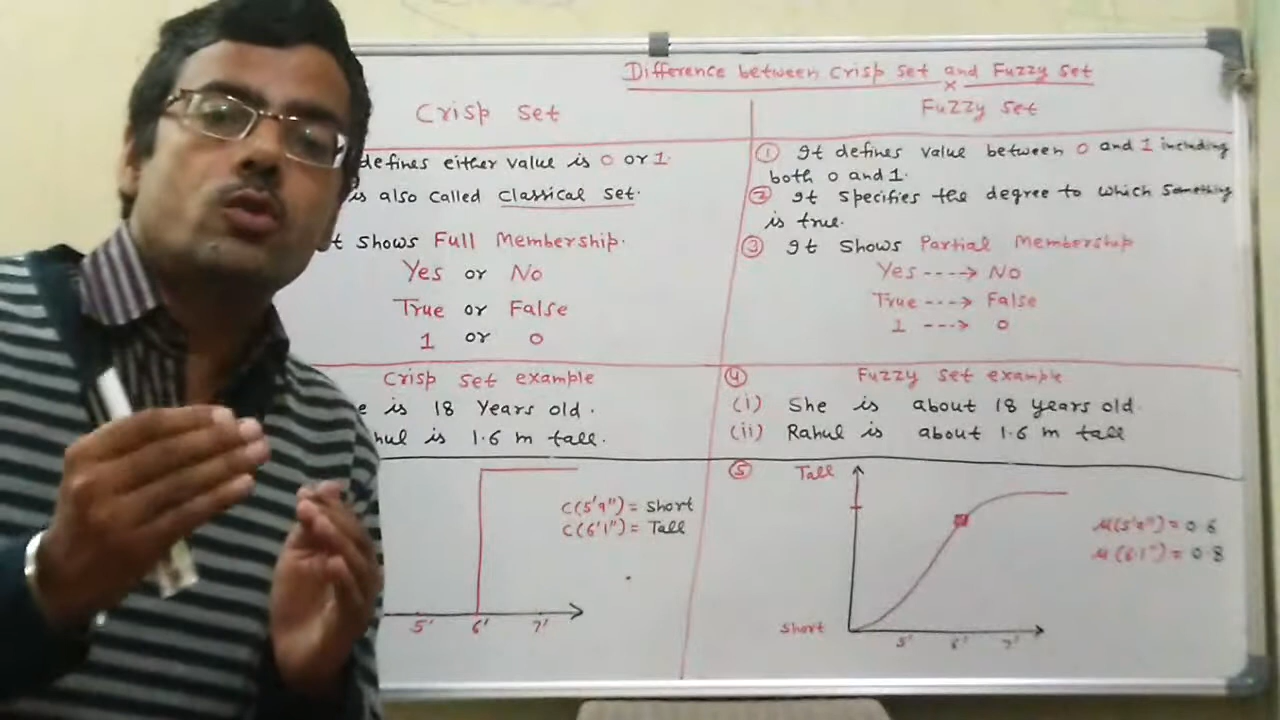 Difference between Crisp set and Fuzzy set
Crisp set
defines either value is 0 or 1.
is also called Classical set.
t shows Full Membership.
Yes or No
True or False
1 or 0
Crisp set example
e is 18 Years old.
hul is 1.6 m tall.
C(5'9") = Short
C(6'1") = Tall
5' 6' 7'
Fuzzy set
① It defines value between 0 and 1 including
both 0 and 1.
② It specifies the degree to which something
is true.
③ It shows Partial Membership
Yes ----> No
True ----> False
1 ---> 0
④ Fuzzy set example
(i) She is about 18 years old.
(ii) Rahul is about 1.6 m tall
⑤ Tall
μ(5'9") = 0.6
μ(6'1") = 0.8
Short
5' 6' 7'